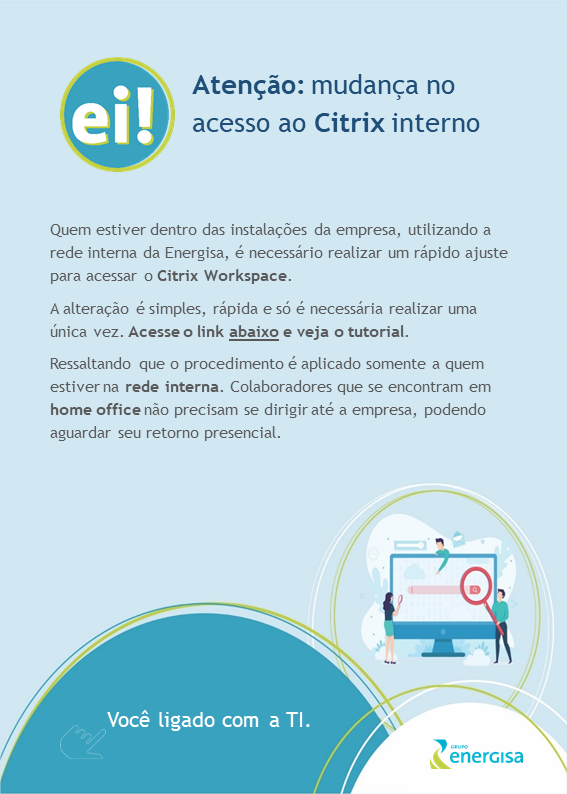 ei!
Atenção: mudança no
acesso ao Citrix interno
Quem estiver dentro das instalações da empresa, utilizando a
rede interna da Energisa, é necessário realizar um rápido ajuste
para acessar o Citrix Workspace.
A alteração é simples, rápida e só é necessária realizar uma
única vez. Acesse o link abaixo e veja o tutorial.
Ressaltando que o procedimento é aplicado somente a quem
estiver na rede interna. Colaboradores que se encontram em
home office não precisam se dirigir até a empresa, podendo
aguardar seu retorno presencial.
Você ligado com a TI.
GRUPO
energisa